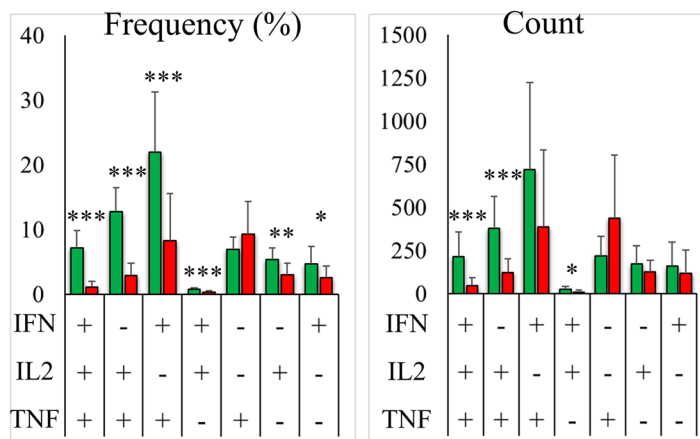 Frequency (%)
40
30
20
10
0
*** *** *** *** ** *
IFN + - + + - - +
IL2 + + - + - + -
TNF + + + - + - -
Count
1500
1250
1000
750
500
250
0
*** *** *
IFN + - + + - - +
IL2 + + - + - + -
TNF + + + - + - -